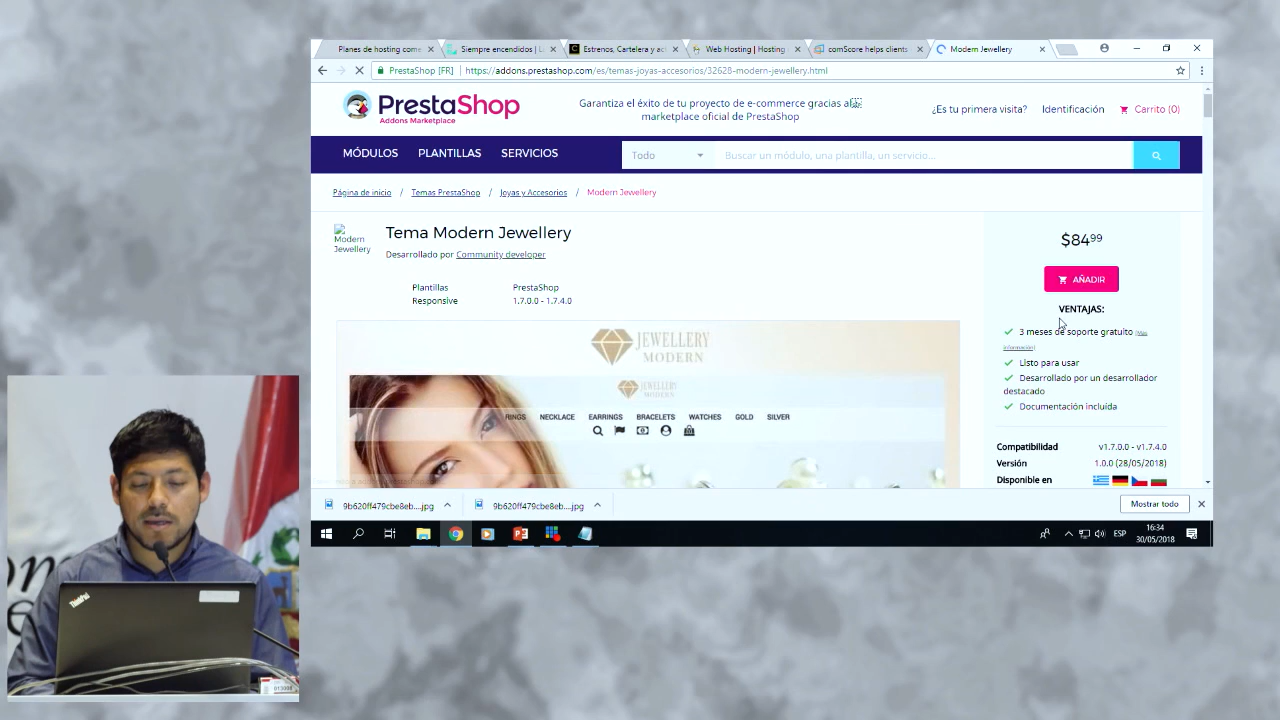 Planes de hosting come
Siempre encendidos | L
Estrenos, Cartelera y ac
Web Hosting | Hosting
comScore helps clients
Modern Jewellery
PrestaShop [FR] | https://addons.prestashop.com/es/temas-joyas-accesorios/32628-modern-jewellery.html
PrestaShop
Addons Marketplace
Garantiza el éxito de tu proyecto de e-commerce gracias al
marketplace oficial de PrestaShop
¿Es tu primera visita?
Identificación
Carrito (0)
MÓDULOS
PLANTILLAS
SERVICIOS
Todo
Buscar un módulo, una plantilla, un servicio...
Página de inicio / Temas PrestaShop / Joyas y Accesorios / Modern Jewellery
Modern
Jewellery
Tema Modern Jewellery
Desarrollado por Community developer
Plantillas PrestaShop
Responsive 1.7.0.0 - 1.7.4.0
$84.99
AÑADIR
VENTAJAS:
3 meses de soporte gratuito (Más
información)
Listo para usar
Desarrollado por un desarrollador
destacado
Documentación incluída
Compatibilidad v1.7.0.0 - v1.7.4.0
Versión 1.0.0 (28/05/2018)
Disponible en
JEWELLERY
MODERN
JEWELLERY
MODERN
RINGS NECKLACE EARRINGS BRACELETS WATCHES GOLD SILVER
9b620ff479cbe8eb....jpg
9b620ff479cbe8eb....jpg
Mostrar todo
ESP
16:34
30/05/2018
ThinkPad